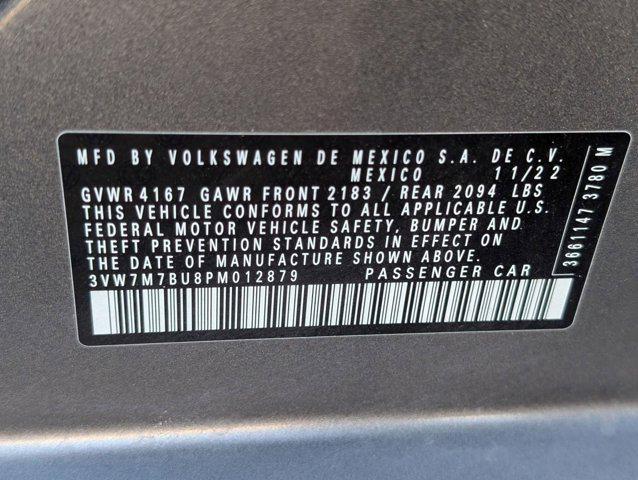 MFD BY VOLKSWAGEN DE MEXICO S.A. DE C.V.
MEXICO 11/22
GVWR 4167 GAWR FRONT 2183 / REAR 2094 LBS
THIS VEHICLE CONFORMS TO ALL APPLICABLE U.S.
FEDERAL MOTOR VEHICLE SAFETY, BUMPER AND
THEFT PREVENTION STANDARDS IN EFFECT ON
THE DATE OF MANUFACTURE SHOWN ABOVE.
3VW7M7BU8PM012879 PASSENGER CAR
3661147 3780 M